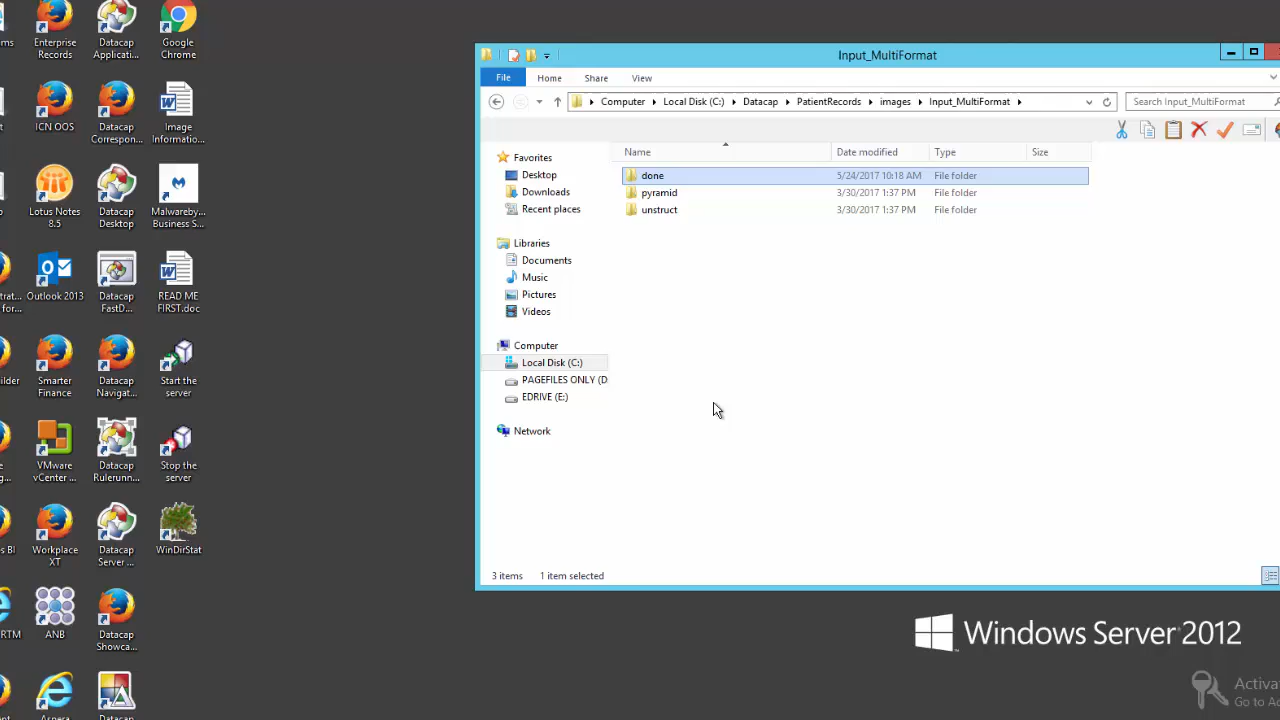 Enterprise
Records
Datacap
Applicati...
Google
Chrome
ICN OOS
Datacap
Correspon...
Image
Informatio...
Lotus Notes
8.5
Datacap
Desktop
Malwareby...
Business S...
Outlook 2013
Datacap
FastD...
READ ME
FIRST.doc
Smarter
Finance
Datacap
Navigat...
Start the
server
VMware
vCenter ...
Datacap
Rulerunn...
Stop the
server
Workplace
XT
Datacap
Server ...
WinDirStat
ANB
Datacap
Showca...
Aspera
Datacap
Input_MultiFormat
File Home Share View
Computer Local Disk (C:) Datacap PatientRecords images Input_MultiFormat Search Input_MultiFormat
Name Date modified Type Size
done 5/24/2017 10:18 AM File folder
pyramid 3/30/2017 1:37 PM File folder
unstruct 3/30/2017 1:37 PM File folder
Favorites
Desktop
Downloads
Recent places
Libraries
Documents
Music
Pictures
Videos
Computer
Local Disk (C:)
PAGEFILES ONLY (D
EDRIVE (E:)
Network
3 items 1 item selected
Windows Server 2012
Activa
Go to Ac